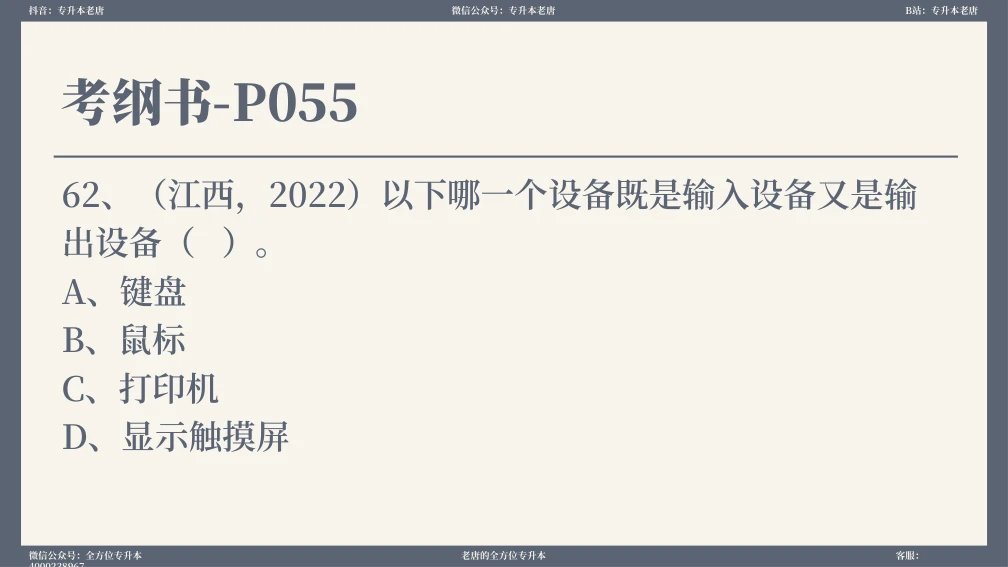 抖音：专升本老唐
微信公众号：专升本老唐
B站：专升本老唐
考纲书-P055
62、（江西，2022）以下哪一个设备既是输入设备又是输
出设备（ ）。
A、键盘
B、鼠标
C、打印机
D、显示触摸屏
微信公众号：全方位专升本
老唐的全方位专升本
客服：
4000238967